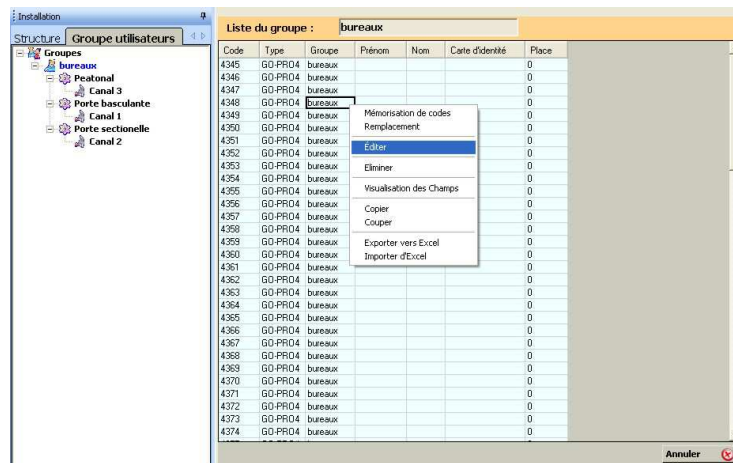 Installation
Structure Groupe utilisateurs
Groupes
bureaux
Peatonal
Canal 3
Porte basculante
Canal 1
Porte sectionelle
Canal 2
Liste du groupe : bureaux
Code Type Groupe Prénom Nom Carte d'identité Place
4345 GO-PRO4 bureaux 0
4346 GO-PRO4 bureaux 0
4347 GO-PRO4 bureaux 0
4348 GO-PRO4 bureaux 0
4349 GO-PRO4 bureaux 0
4350 GO-PRO4 bureaux 0
4351 GO-PRO4 bureaux 0
4352 GO-PRO4 bureaux 0
4353 GO-PRO4 bureaux 0
4354 GO-PRO4 bureaux 0
4355 GO-PRO4 bureaux 0
4356 GO-PRO4 bureaux 0
4357 GO-PRO4 bureaux 0
4358 GO-PRO4 bureaux 0
4359 GO-PRO4 bureaux 0
4360 GO-PRO4 bureaux 0
4361 GO-PRO4 bureaux 0
4362 GO-PRO4 bureaux 0
4363 GO-PRO4 bureaux 0
4364 GO-PRO4 bureaux 0
4365 GO-PRO4 bureaux 0
4366 GO-PRO4 bureaux 0
4367 GO-PRO4 bureaux 0
4368 GO-PRO4 bureaux 0
4369 GO-PRO4 bureaux 0
4370 GO-PRO4 bureaux 0
4371 GO-PRO4 bureaux 0
4372 GO-PRO4 bureaux 0
4373 GO-PRO4 bureaux 0
4374 GO-PRO4 bureaux 0
Mémorisation de codes
Remplacement
Éditer
Eliminer
Visualisation des Champs
Copier
Couper
Exporter vers Excel
Importer d'Excel
Annuler